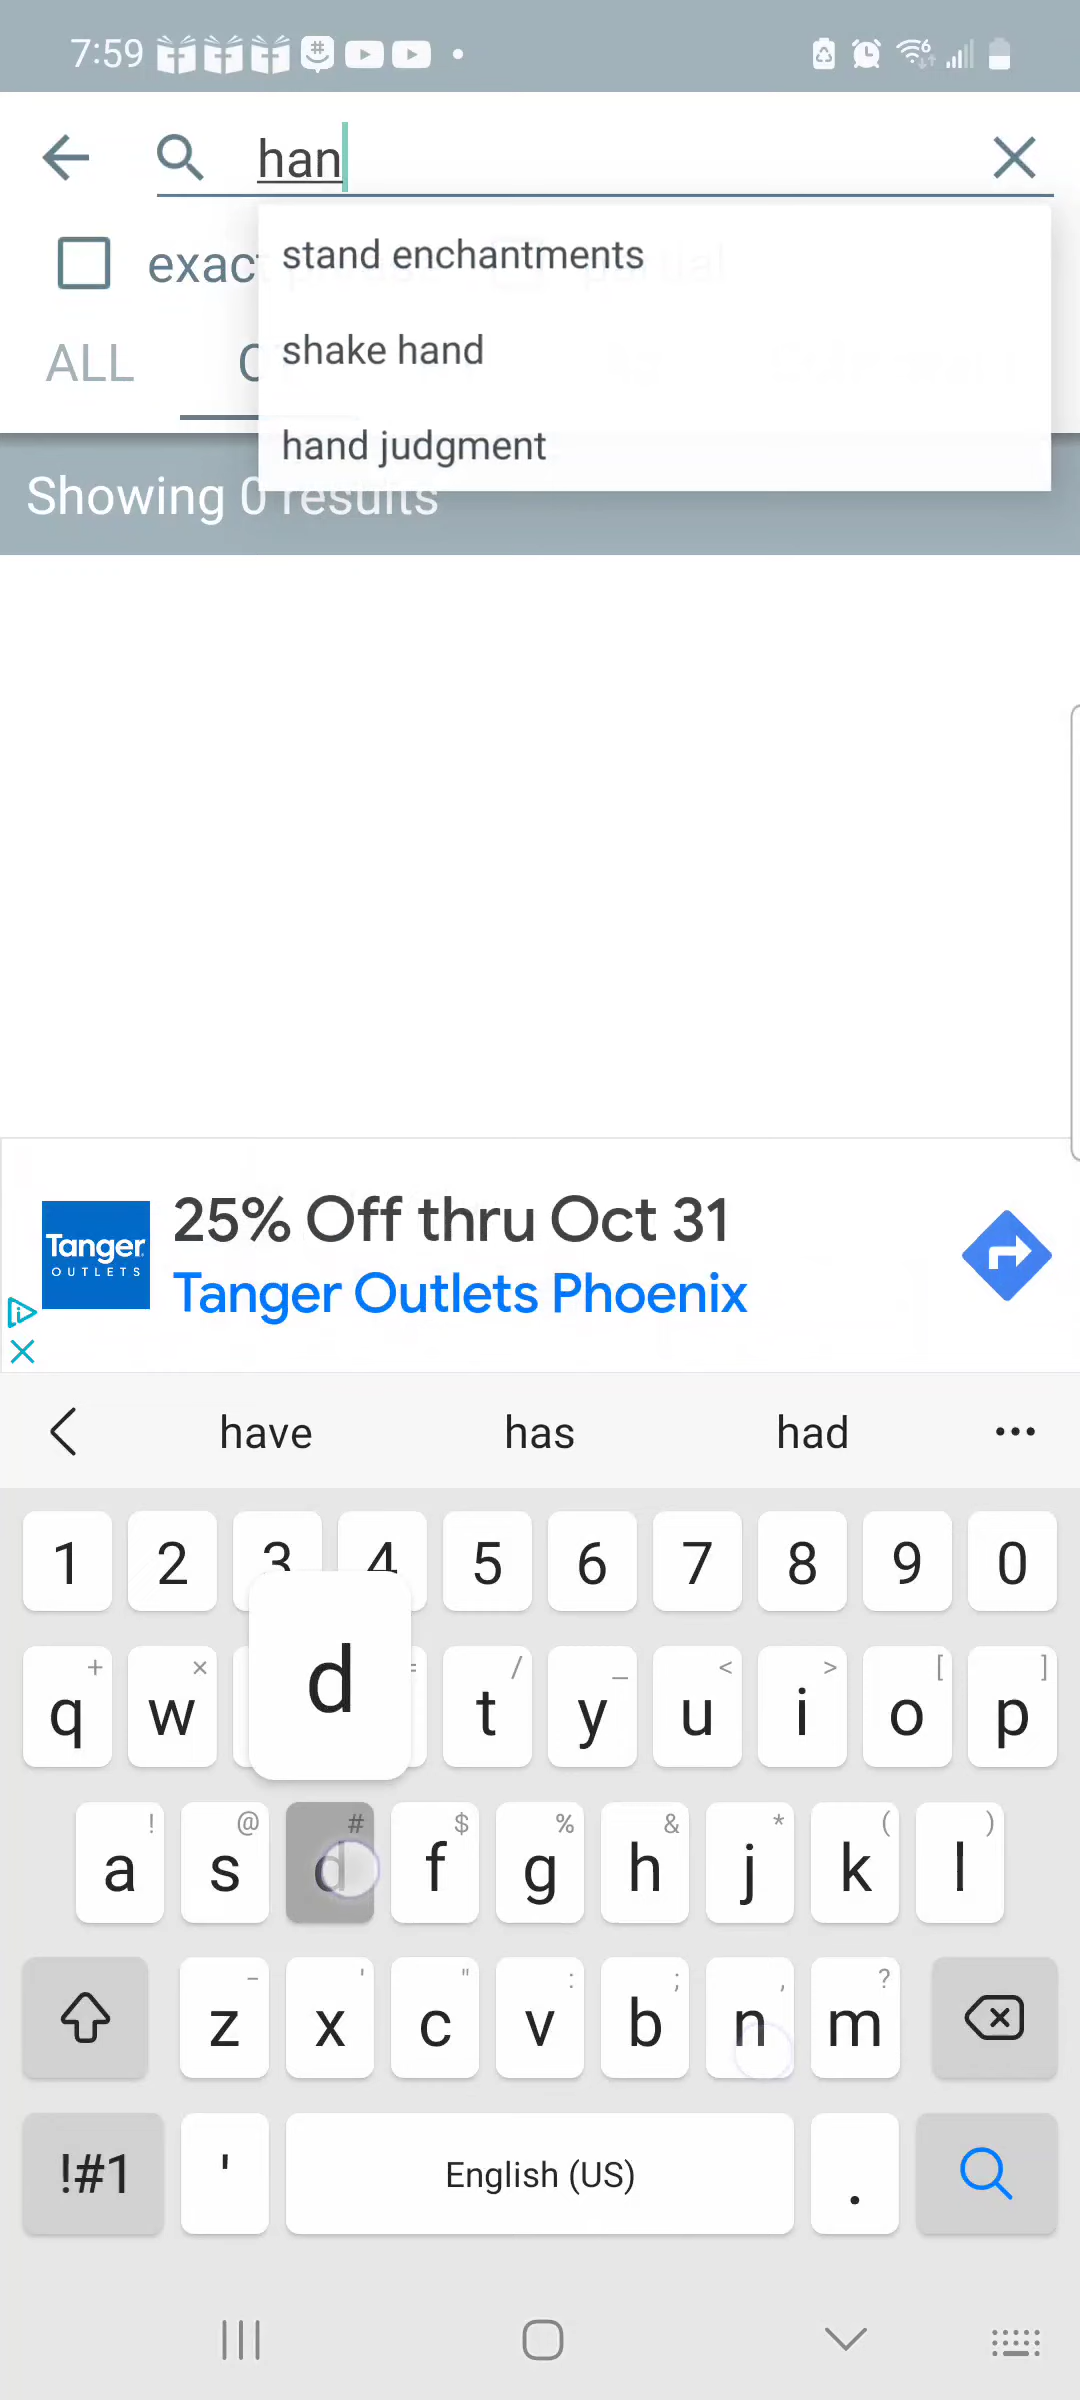 7:59
han
exact
stand enchantments
shake hand
hand judgment
ALL
Showing 0 results
Tanger
OUTLETS
25% Off thru Oct 31
Tanger Outlets Phoenix
have has had
1 2 3 4 5 6 7 8 9 0
d
+ × = / _ < > [ ]
q w t y u i o p
! @ # $ % & * ( )
a s d f g h j k l
- ' " : ; , ?
z x c v b n m
!#1 ' English (US) .